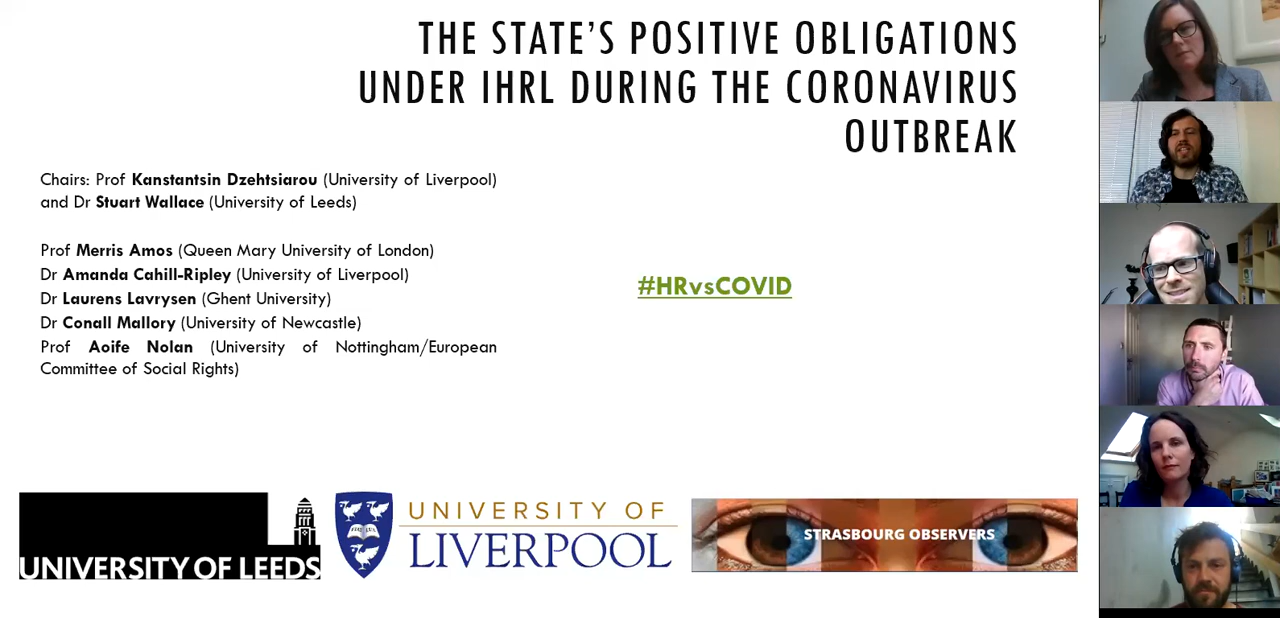 THE STATE’S POSITIVE OBLIGATIONS
UNDER IHRL DURING THE CORONAVIRUS
OUTBREAK
Chairs: Prof Kanstantsin Dzehtsiarou (University of Liverpool)
and Dr Stuart Wallace (University of Leeds)
Prof Merris Amos (Queen Mary University of London)
Dr Amanda Cahill-Ripley (University of Liverpool)
Dr Laurens Lavrysen (Ghent University)
Dr Conall Mallory (University of Newcastle)
Prof Aoife Nolan (University of Nottingham/European
Committee of Social Rights)
#HRvsCOVID
UNIVERSITY OF LEEDS
UNIVERSITY OF
LIVERPOOL
STRASBOURG OBSERVERS